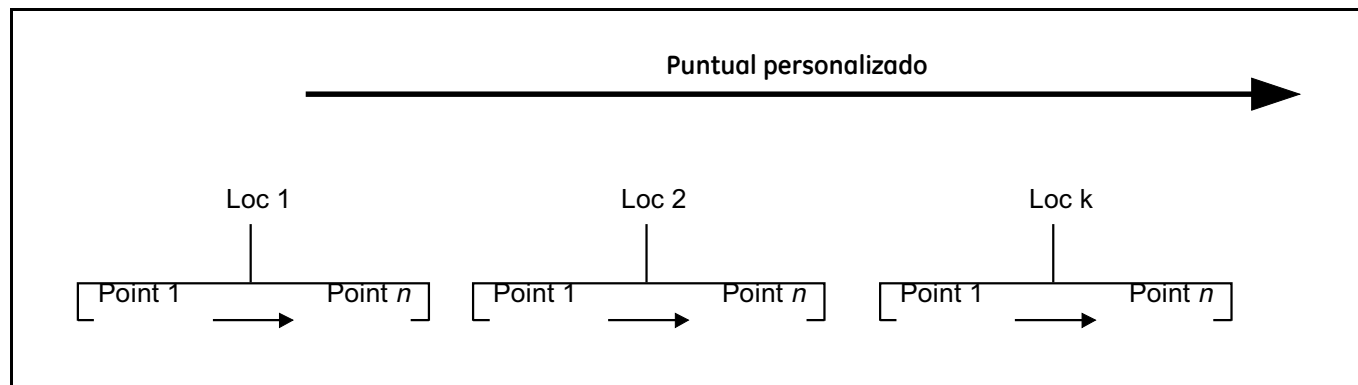 Puntual personalizado
Loc 1 Loc 2 Loc k
Point 1 Point n Point 1 Point n Point 1 Point n